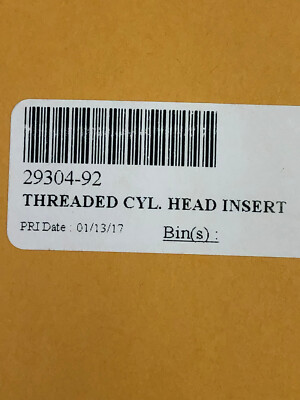 29304-92
THREADED CYL. HEAD INSERT
PRI Date : 01/13/17 Bin(s) :